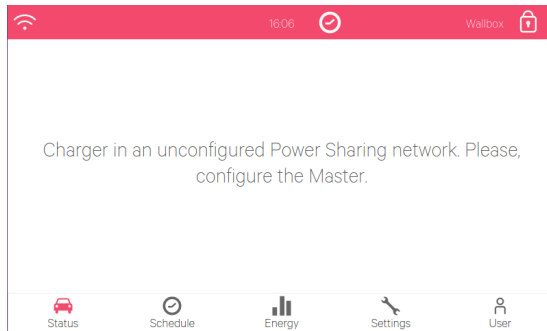 16:06 Wallbox
Charger in an unconfigured Power Sharing network. Please,
configure the Master.
Status Schedule Energy Settings User